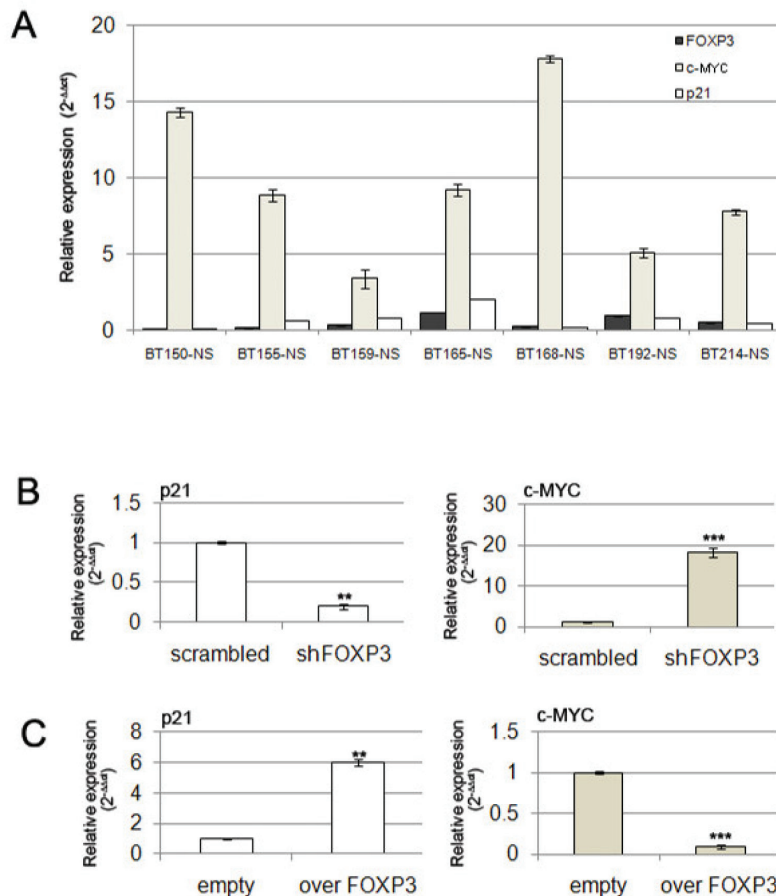 A
20
15
10
5
0
Relative expression (2^-ΔΔct)
FOXP3
c-MYC
p21
BT150-NS BT155-NS BT159-NS BT165-NS BT168-NS BT192-NS BT214-NS
B
p21
Relative expression
(2^-ΔΔct)
1.5
1
0.5
0
**
scrambled shFOXP3
c-MYC
Relative expression
(2^-ΔΔct)
30
20
10
0
***
scrambled shFOXP3
C
p21
Relative expression
(2^-ΔΔct)
8
6
4
2
0
**
empty over FOXP3
c-MYC
Relative expression
(2^-ΔΔct)
1.5
1
0.5
0
***
empty over FOXP3